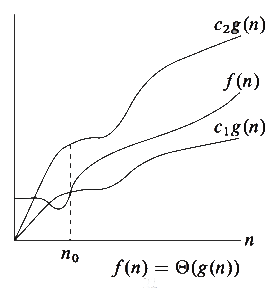 c₂g(n)
f(n)
c₁g(n)
n
n₀
f(n) = Θ(g(n))